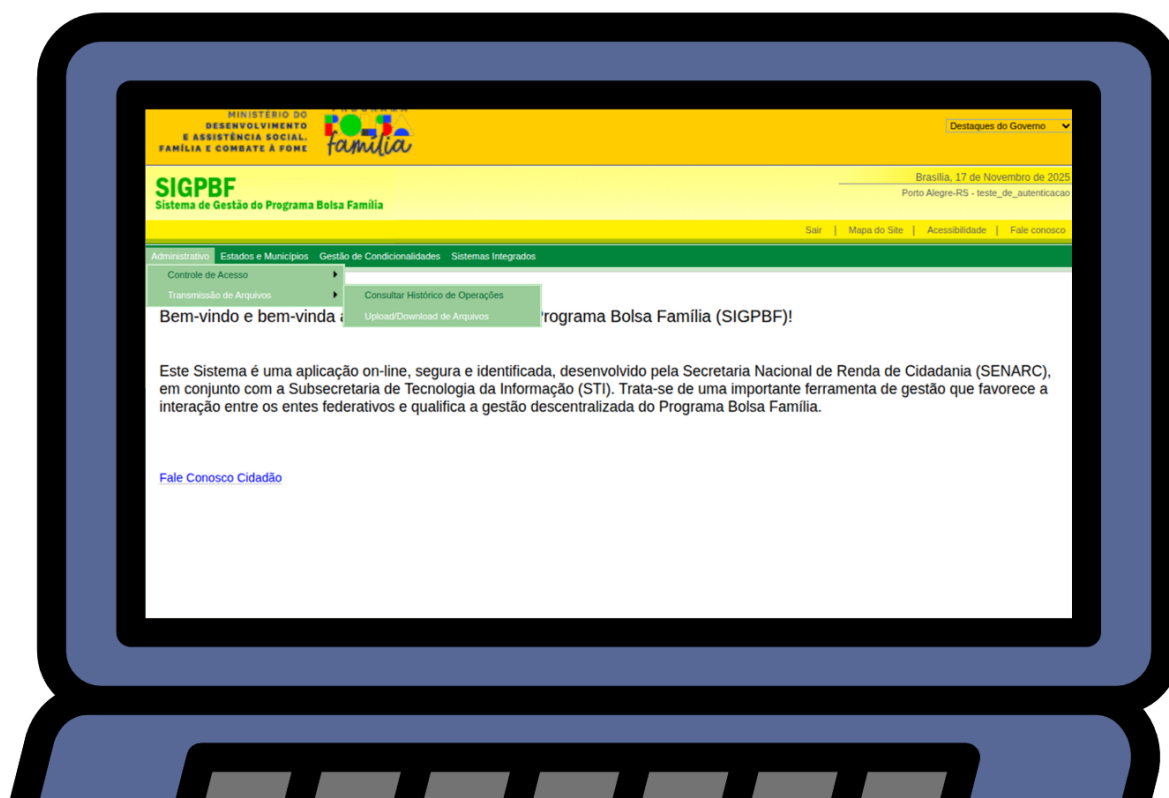 MINISTÉRIO DO
DESENVOLVIMENTO
E ASSISTÊNCIA SOCIAL,
FAMÍLIA E COMBATE À FOME
BOLSA
família
Destaques do Governo
SIGPBF
Sistema de Gestão do Programa Bolsa Família
Brasília, 17 de Novembro de 2025
Porto Alegre-RS - teste_de_autenticacao
Sair | Mapa do Site | Acessibilidade | Fale conosco
Administrativo Estados e Municípios Gestão de Condicionalidades Sistemas Integrados
Controle de Acesso
Transmissão de Arquivos
Consultar Histórico de Operações
Upload/Download de Arquivos
Bem-vindo e bem-vinda rograma Bolsa Família (SIGPBF)!
Este Sistema é uma aplicação on-line, segura e identificada, desenvolvido pela Secretaria Nacional de Renda de Cidadania (SENARC),
em conjunto com a Subsecretaria de Tecnologia da Informação (STI). Trata-se de uma importante ferramenta de gestão que favorece a
interação entre os entes federativos e qualifica a gestão descentralizada do Programa Bolsa Família.
Fale Conosco Cidadão